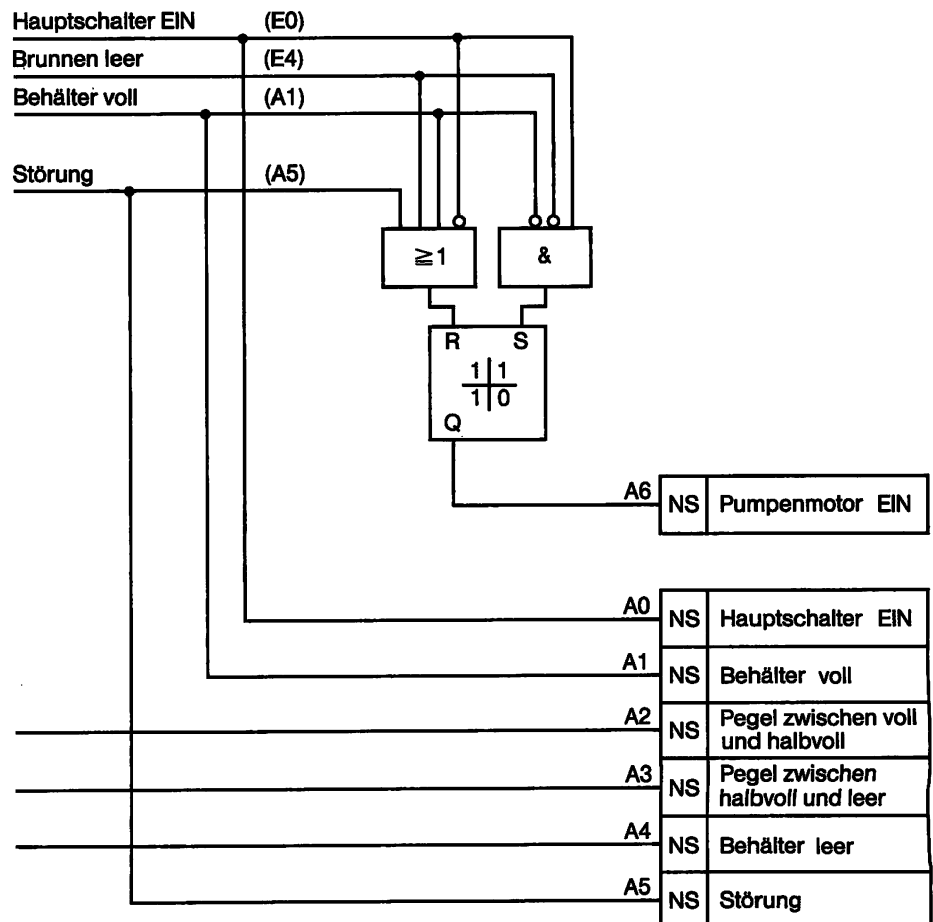 Hauptschalter EIN (E0)
Brunnen leer (E4)
Behälter voll (A1)
Störung (A5)
≧1
&
R S
1 1
1 0
Q
A6 NS Pumpenmotor EIN
A0 NS Hauptschalter EIN
A1 NS Behälter voll
A2 NS Pegel zwischen voll
und halbvoll
A3 NS Pegel zwischen
halbvoll und leer
A4 NS Behälter leer
A5 NS Störung